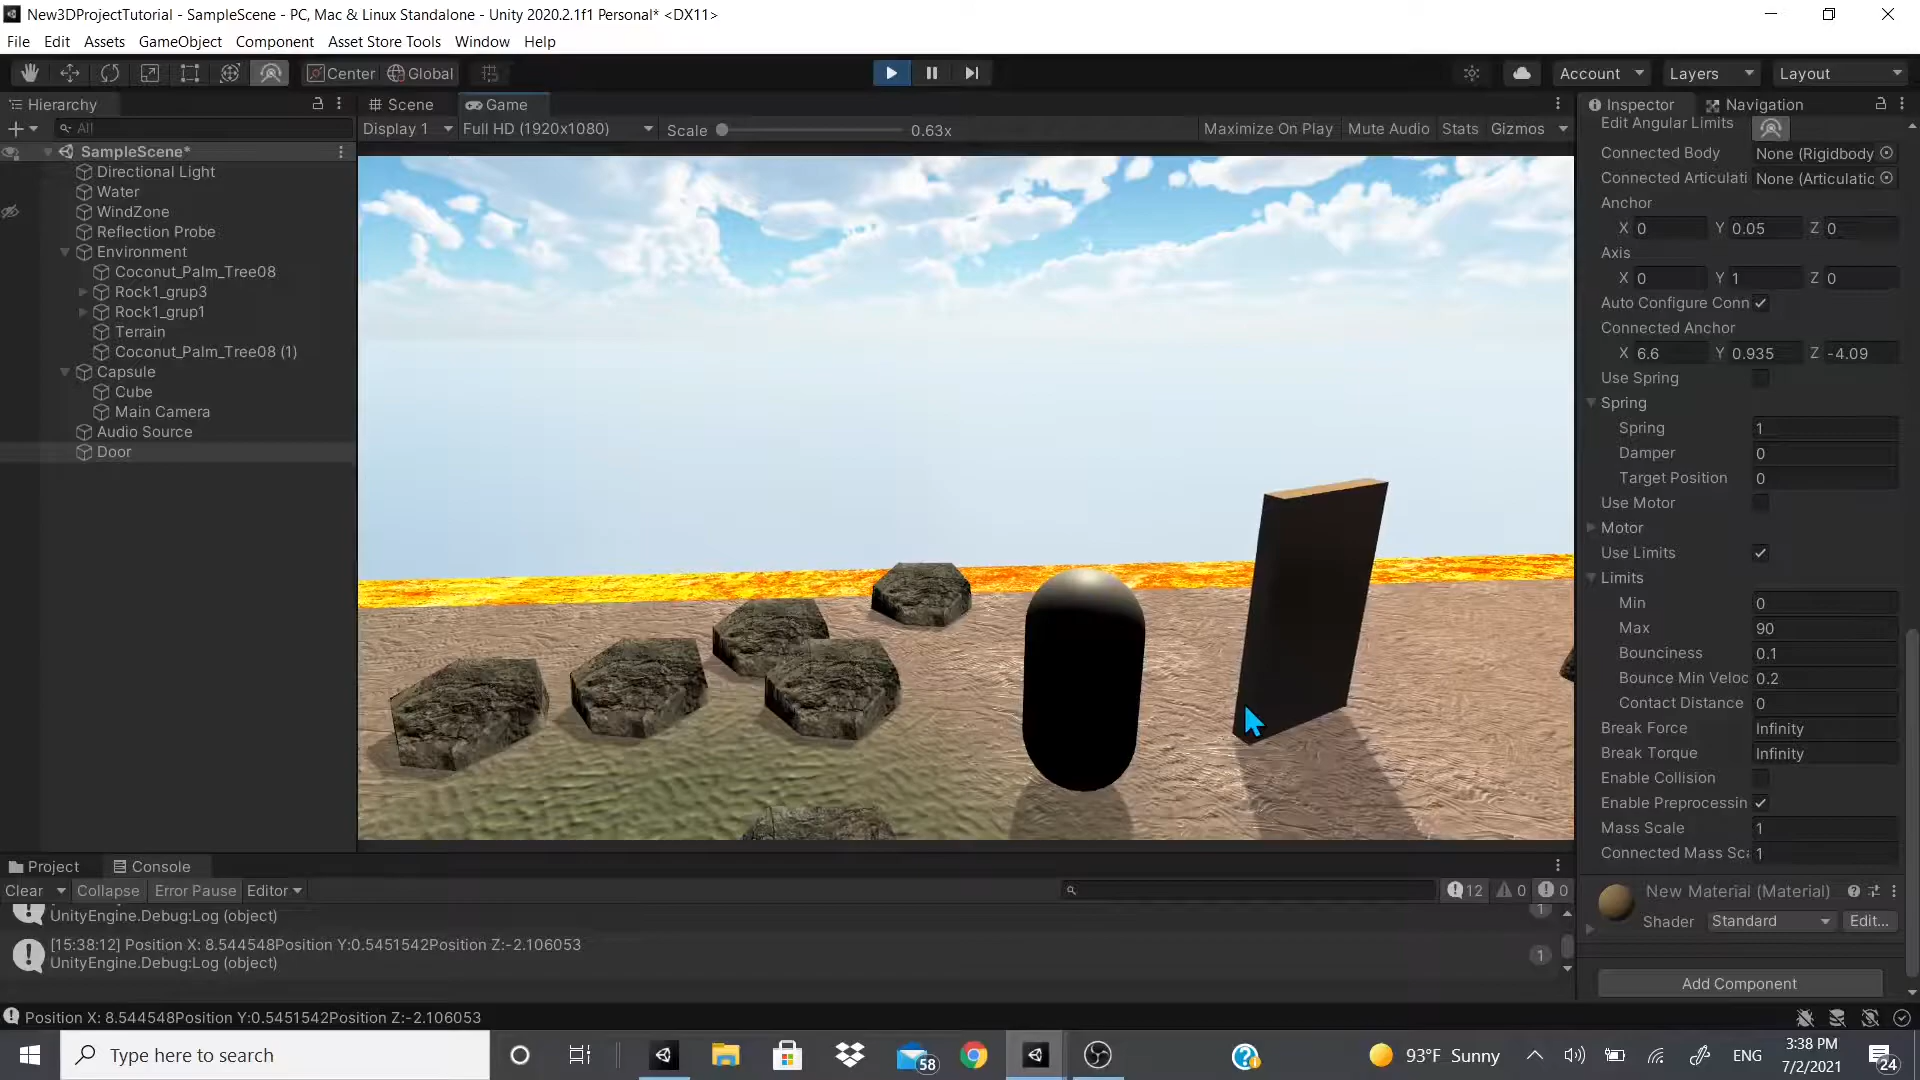 New3DProjectTutorial - SampleScene - PC, Mac & Linux Standalone - Unity 2020.2.1f1 Personal* <DX11>
File Edit Assets GameObject Component Asset Store Tools Window Help
Center Global Account Layers Layout
Hierarchy Scene Game Inspector Navigation
All Display 1 Full HD (1920x1080) Scale 0.63x Maximize On Play Mute Audio Stats Gizmos
SampleScene*
Directional Light
Water
WindZone
Reflection Probe
Environment
Coconut_Palm_Tree08
Rock1_grup3
Rock1_grup1
Terrain
Coconut_Palm_Tree08 (1)
Capsule
Cube
Main Camera
Audio Source
Door
Edit Angular Limits
Connected Body None (Rigidbody
Connected Articulati None (Articulatic
Anchor
X 0 Y 0.05 Z 0
Axis
X 0 Y 1 Z 0
Auto Configure Conn
Connected Anchor
X 6.6 Y 0.935 Z -4.09
Use Spring
Spring
Spring 1
Damper 0
Target Position 0
Use Motor
Motor
Use Limits
Limits
Min 0
Max 90
Bounciness 0.1
Bounce Min Veloc 0.2
Contact Distance 0
Break Force Infinity
Break Torque Infinity
Enable Collision
Enable Preprocessin
Mass Scale 1
Connected Mass Sca 1
New Material (Material)
Shader Standard Edit...
Add Component
Project Console
Clear Collapse Error Pause Editor 12 0 0
UnityEngine.Debug:Log (object) 1
[15:38:12] Position X: 8.544548Position Y:0.5451542Position Z:-2.106053
UnityEngine.Debug:Log (object) 1
Position X: 8.544548Position Y:0.5451542Position Z:-2.106053
Type here to search 58 93°F Sunny ENG 3:38 PM
7/2/2021 24